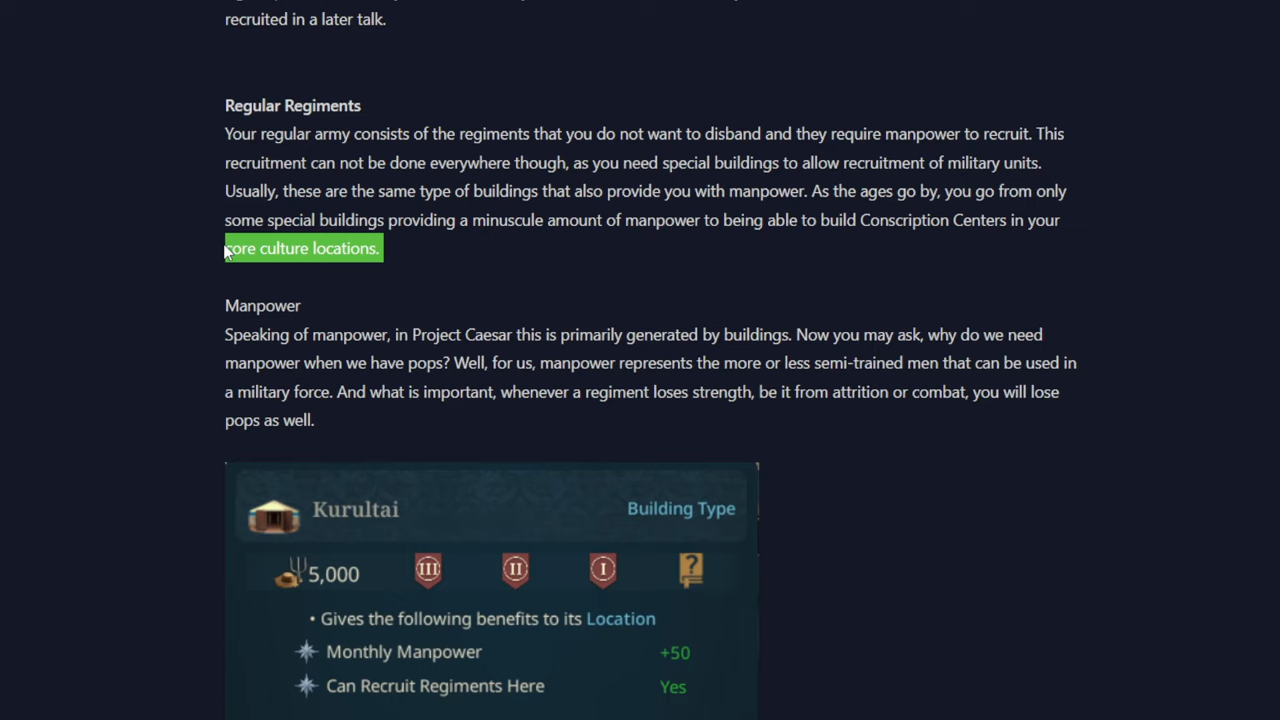 recruited in a later talk.
Regular Regiments
Your regular army consists of the regiments that you do not want to disband and they require manpower to recruit. This
recruitment can not be done everywhere though, as you need special buildings to allow recruitment of military units.
Usually, these are the same type of buildings that also provide you with manpower. As the ages go by, you go from only
some special buildings providing a minuscule amount of manpower to being able to build Conscription Centers in your
core culture locations.
Manpower
Speaking of manpower, in Project Caesar this is primarily generated by buildings. Now you may ask, why do we need
manpower when we have pops? Well, for us, manpower represents the more or less semi-trained men that can be used in
a military force. And what is important, whenever a regiment loses strength, be it from attrition or combat, you will lose
pops as well.
Kurultai Building Type
5,000 III II I ?
• Gives the following benefits to its Location
Monthly Manpower +50
Can Recruit Regiments Here Yes